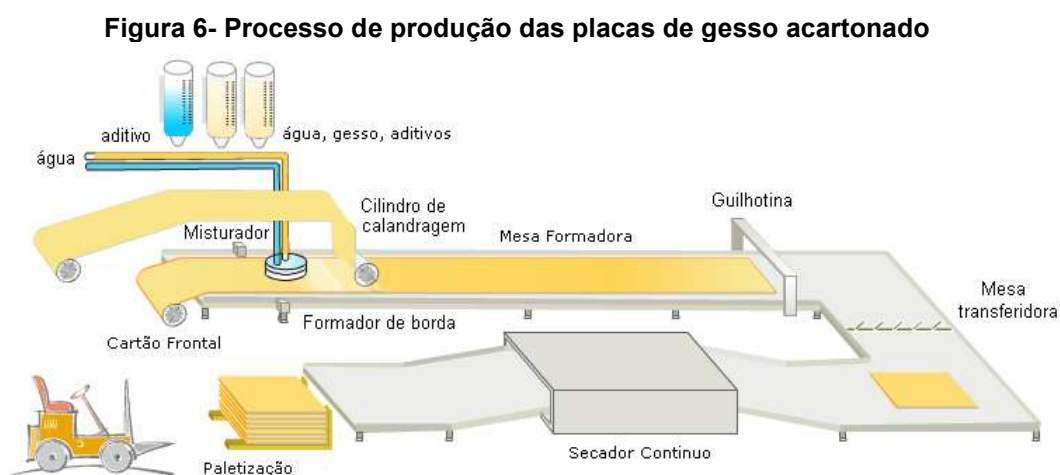 Figura 6- Processo de produção das placas de gesso acartonado
aditivo
água, gesso, aditivos
água
Cilindro de
calandragem
Guilhotina
Misturador
Mesa Formadora
Mesa
transferidora
Formador de borda
Cartão Frontal
Secador Continuo
Paletização